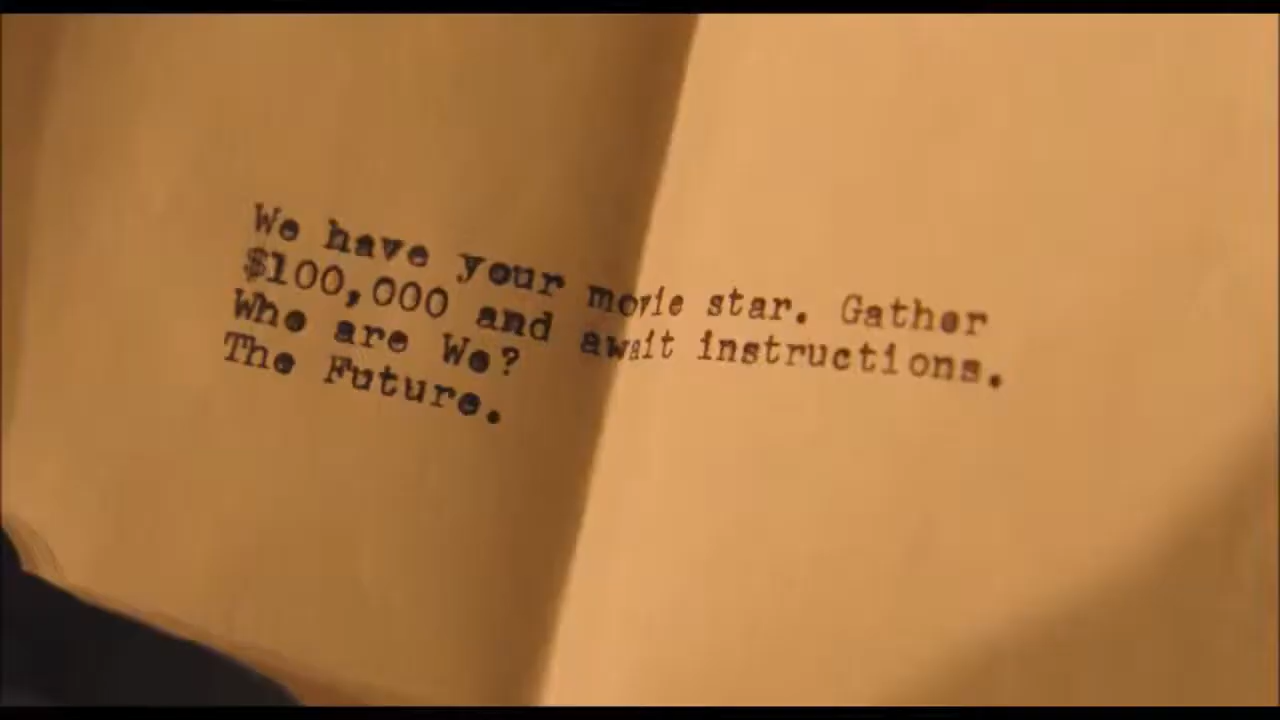 We have your movie star. Gather
$100,000 and await instructions.
Who are We?
The Future.